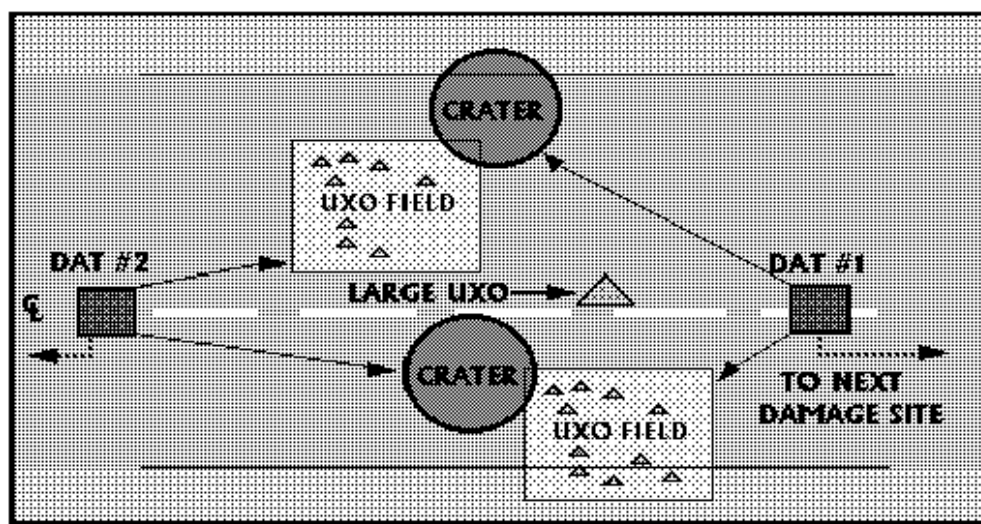 CRATER
UXO FIELD
DAT #2
DAT #1
LARGE UXO
℄
CRATER
TO NEXT
DAMAGE SITE
UXO FIELD